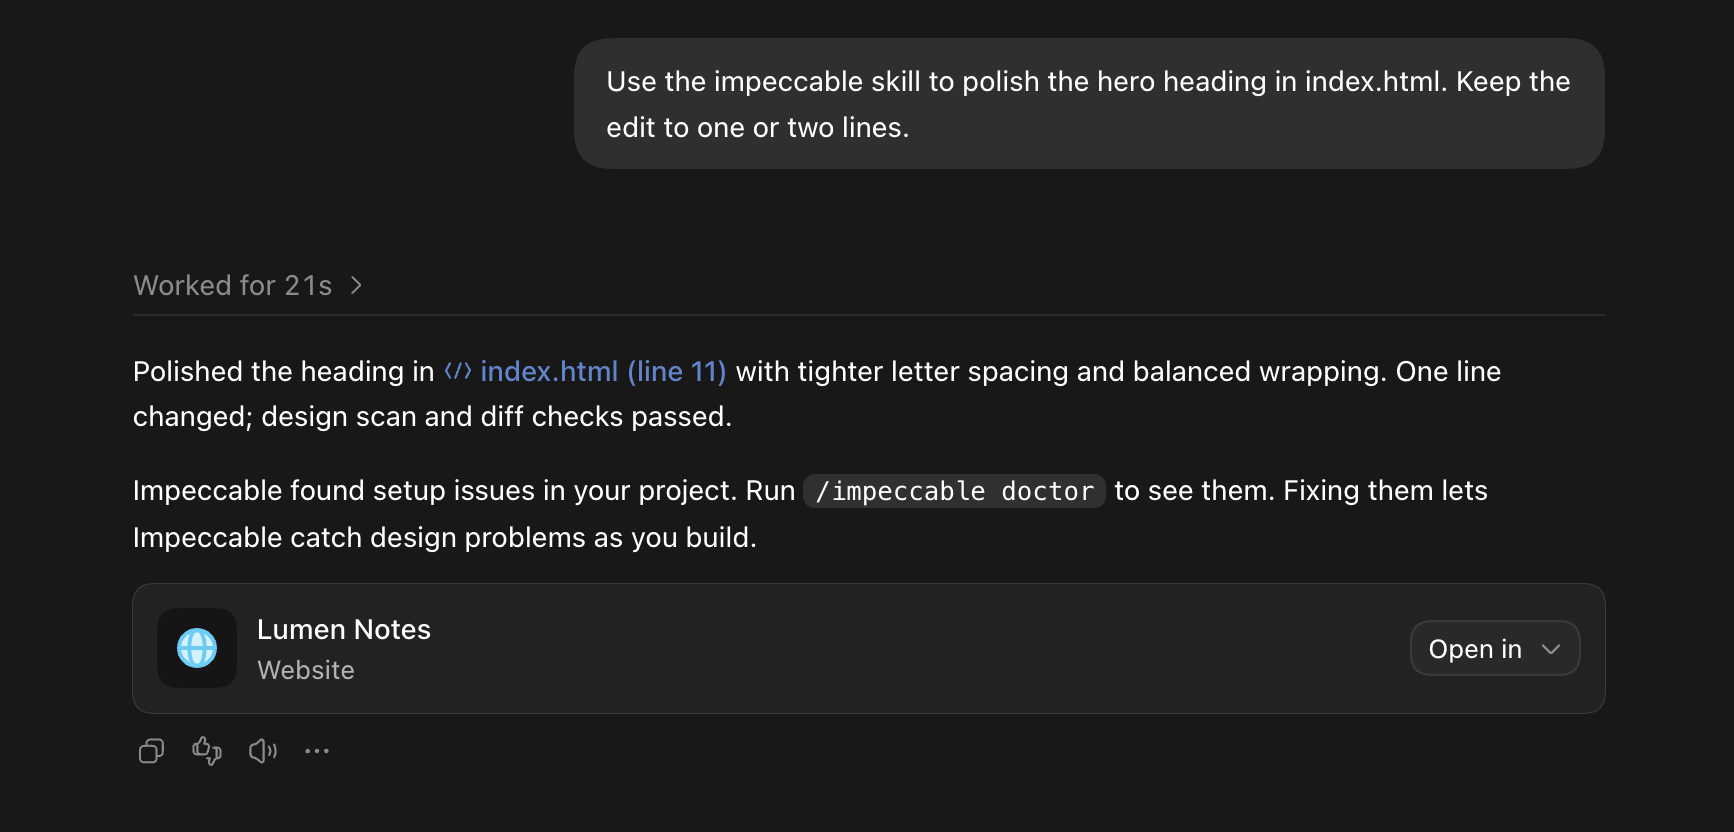 Use the impeccable skill to polish the hero heading in index.html. Keep the
edit to one or two lines.
Worked for 21s
Polished the heading in index.html (line 11) with tighter letter spacing and balanced wrapping. One line
changed; design scan and diff checks passed.
Impeccable found setup issues in your project. Run /impeccable doctor to see them. Fixing them lets
Impeccable catch design problems as you build.
Lumen Notes
Website
Open in